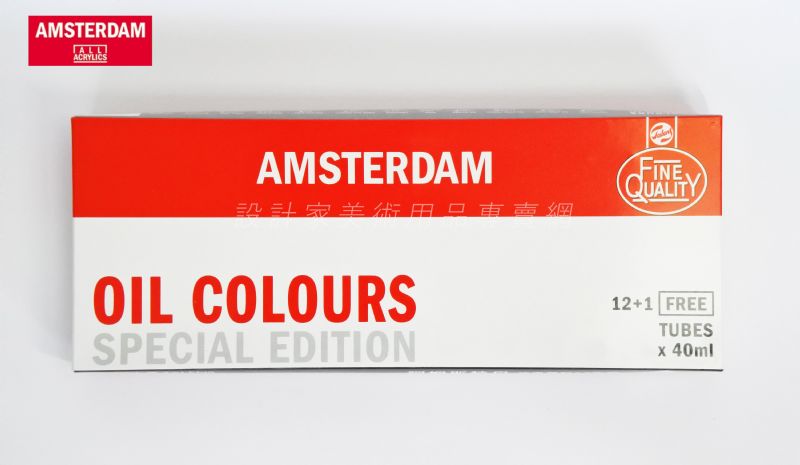 AMSTERDAM
ALL
ACRYLICS
AMSTERDAM
Talens
FINE
QUALITY
設計家美術用品專賣網
OIL COLOURS
SPECIAL EDITION
12+1 FREE
TUBES
x 40ml